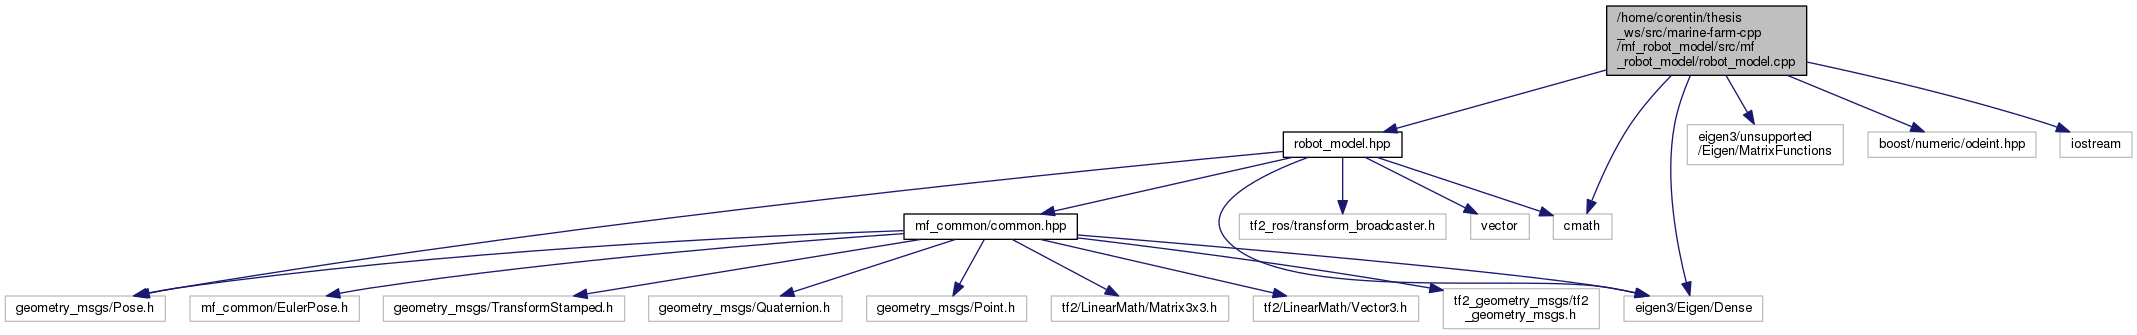 /home/corentin/thesis
_ws/src/marine-farm-cpp
/mf_robot_model/src/mf
_robot_model/robot_model.cpp
robot_model.hpp
eigen3/unsupported
/Eigen/MatrixFunctions
boost/numeric/odeint.hpp
iostream
mf_common/common.hpp
tf2_ros/transform_broadcaster.h
vector
cmath
geometry_msgs/Pose.h
mf_common/EulerPose.h
geometry_msgs/TransformStamped.h
geometry_msgs/Quaternion.h
geometry_msgs/Point.h
tf2/LinearMath/Matrix3x3.h
tf2/LinearMath/Vector3.h
tf2_geometry_msgs/tf2
_geometry_msgs.h
eigen3/Eigen/Dense